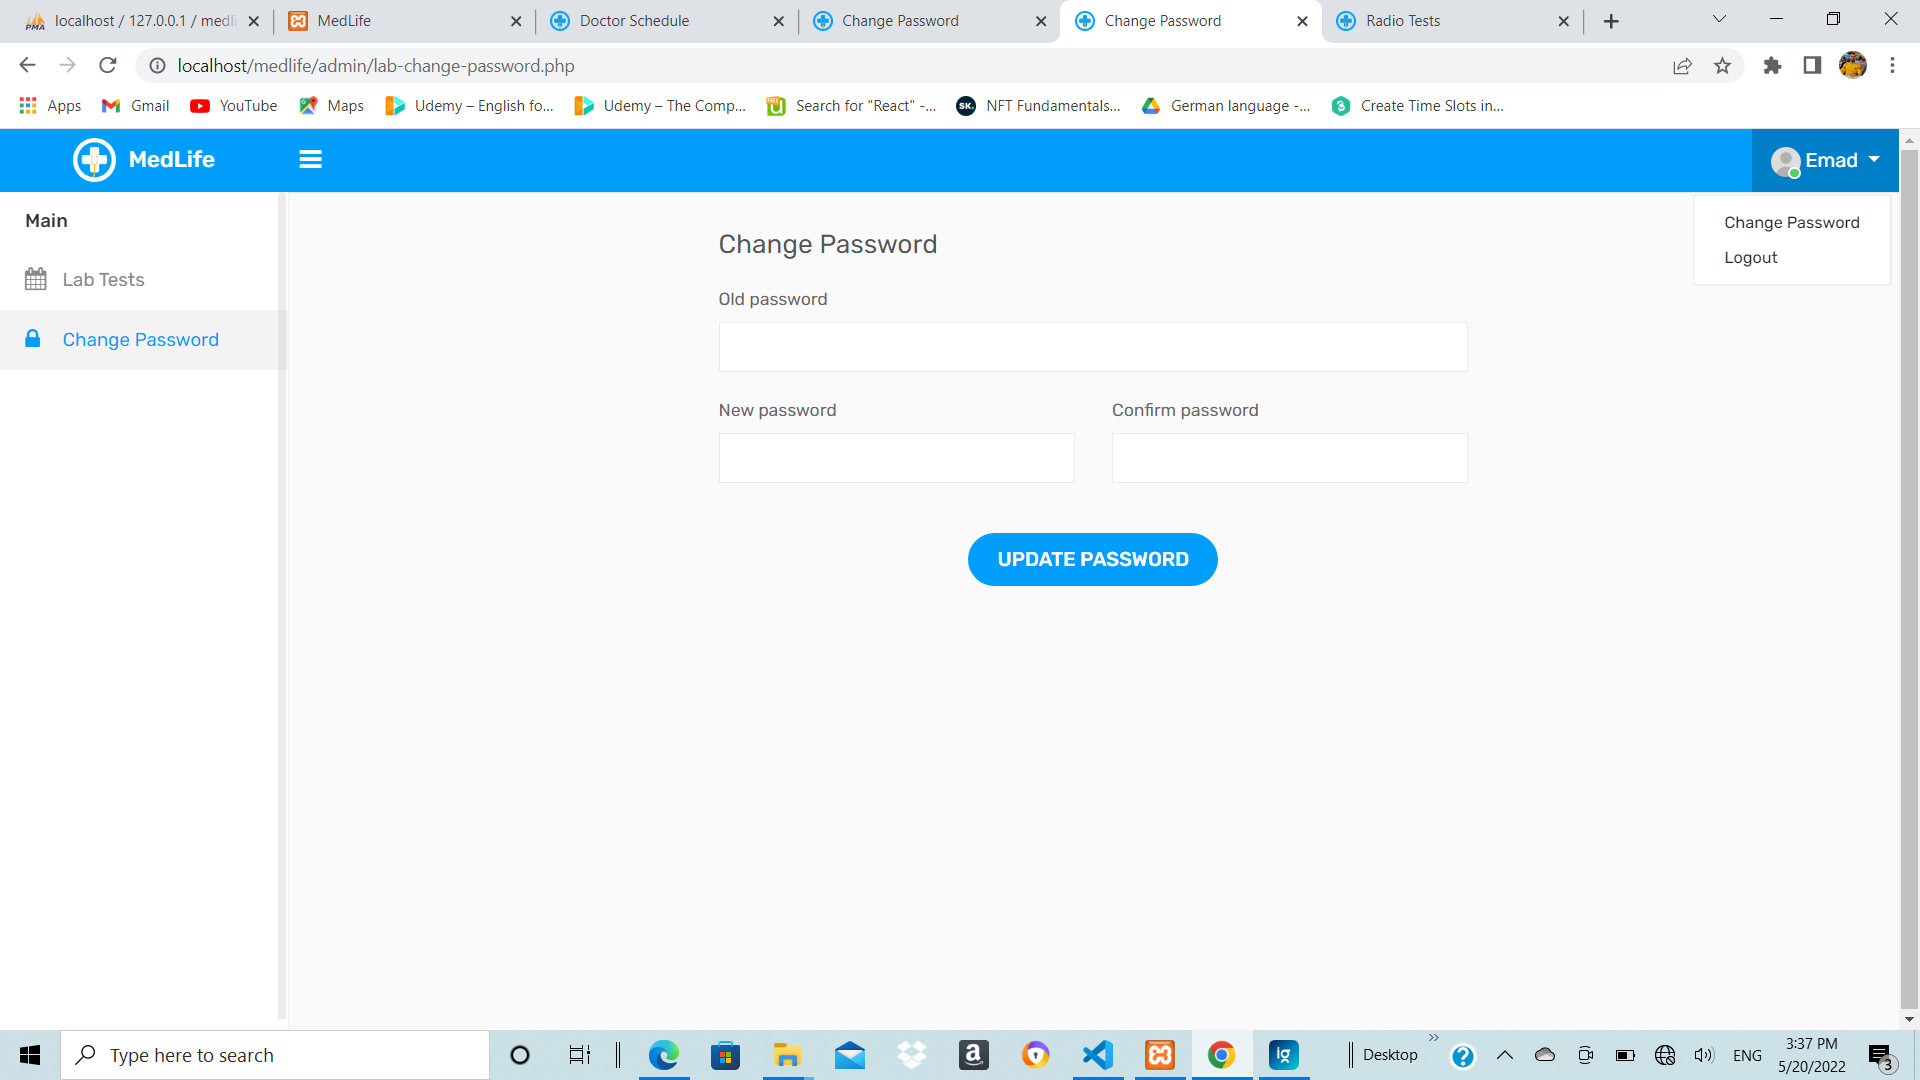 localhost / 127.0.0.1 / medli
MedLife
Doctor Schedule
Change Password
Change Password
Radio Tests
localhost/medlife/admin/lab-change-password.php
Apps
Gmail
YouTube
Maps
Udemy – English fo...
Udemy – The Comp...
Search for "React" -...
NFT Fundamentals...
German language -...
Create Time Slots in...
MedLife
Emad
Change Password
Logout
Main
Lab Tests
Change Password
Change Password
Old password
New password
Confirm password
UPDATE PASSWORD
Type here to search
Desktop
ENG
3:37 PM
5/20/2022
3